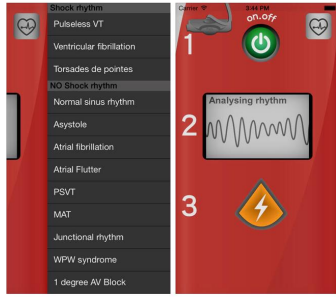 Shock rhythm
Pulseless VT
Ventricular fibrillation
Torsades de pointes
NO Shock rhythm
Normal sinus rhythm
Asystole
Atrial fibrillation
Atrial Flutter
PSVT
MAT
Junctional rhythm
WPW syndrome
1 degree AV Block
Carrier 3:44 PM
on.off
1
Analysing rhythm
2
3